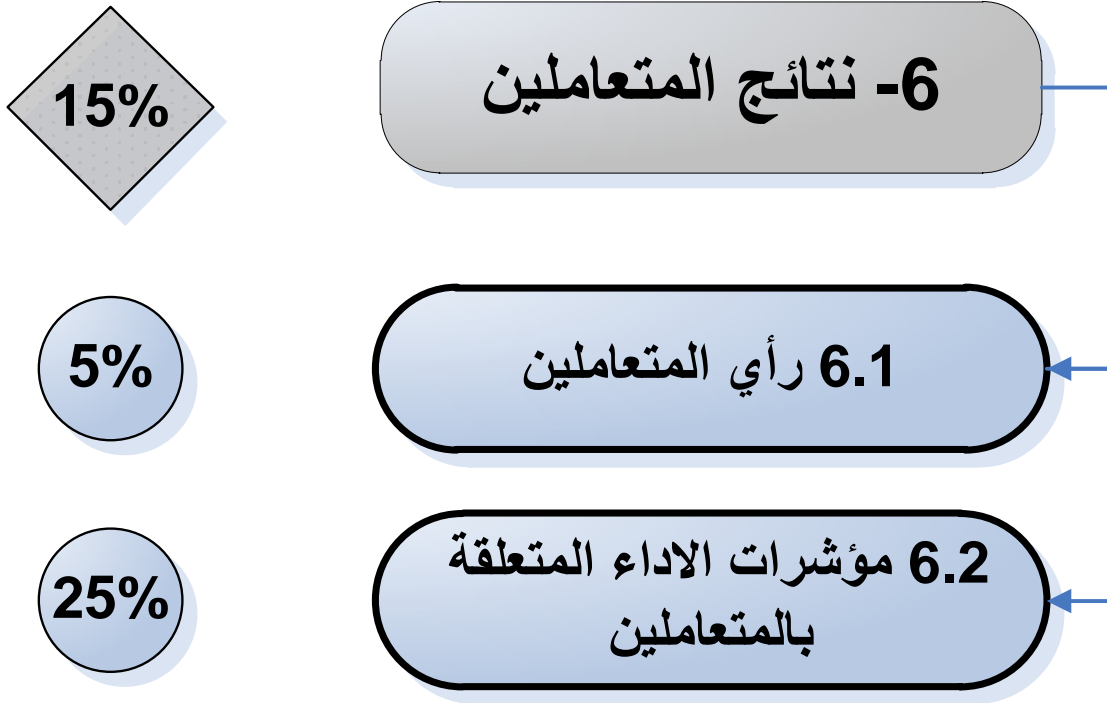 6- نتائج المتعاملين
15%
6.1 رأي المتعاملين
5%
6.2 مؤشرات الاداء المتعلقة
بالمتعاملين
25%